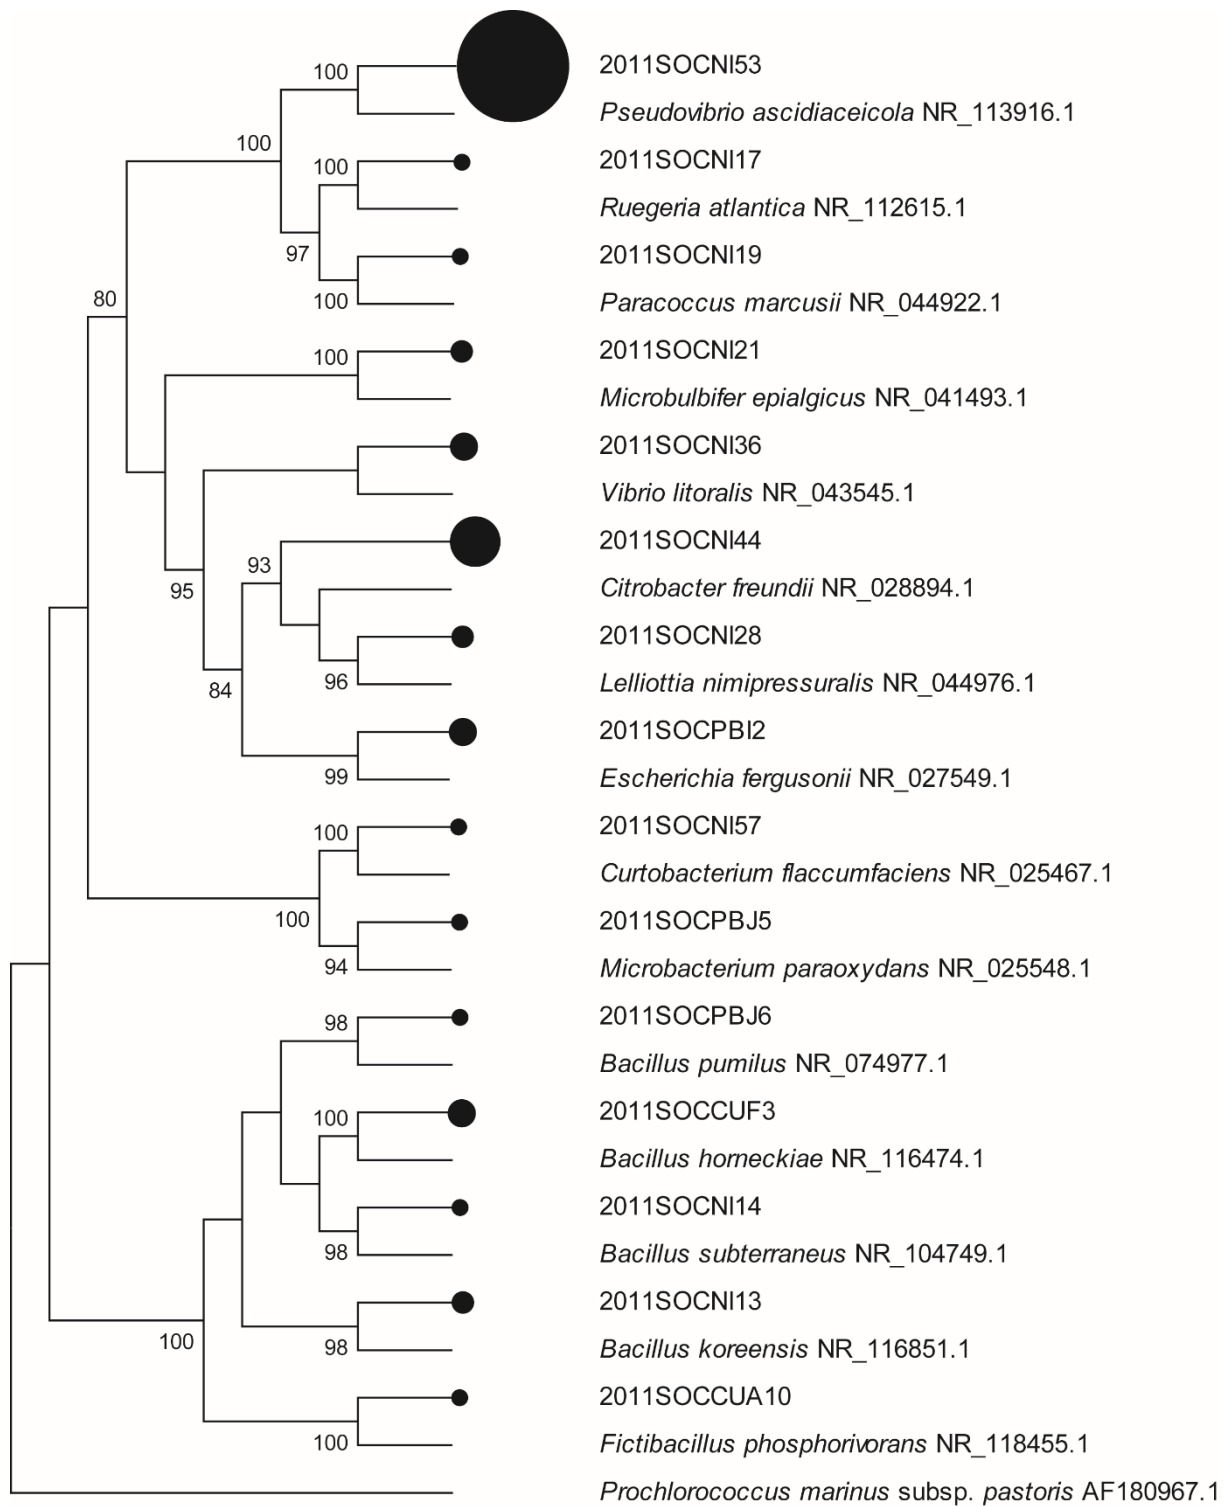 100
2011SOCNI53
Pseudovibrio ascidiaceicola NR_113916.1
100
100
2011SOCNI17
Ruegeria atlantica NR_112615.1
97
2011SOCNI19
100
Paracoccus marcusii NR_044922.1
80
100
2011SOCNI21
Microbulbifer epialgicus NR_041493.1
2011SOCNI36
Vibrio litoralis NR_043545.1
93
2011SOCNI44
95
Citrobacter freundii NR_028894.1
2011SOCNI28
96
Lelliottia nimipressuralis NR_044976.1
84
2011SOCPBI2
99
Escherichia fergusonii NR_027549.1
100
2011SOCNI57
Curtobacterium flaccumfaciens NR_025467.1
100
2011SOCPBJ5
94
Microbacterium paraoxydans NR_025548.1
98
2011SOCPBJ6
Bacillus pumilus NR_074977.1
100
2011SOCCUF3
Bacillus horneckiae NR_116474.1
2011SOCNI14
98
Bacillus subterraneus NR_104749.1
2011SOCNI13
100
98
Bacillus koreensis NR_116851.1
2011SOCCUA10
100
Fictibacillus phosphorivorans NR_118455.1
Prochlorococcus marinus subsp. pastoris AF180967.1